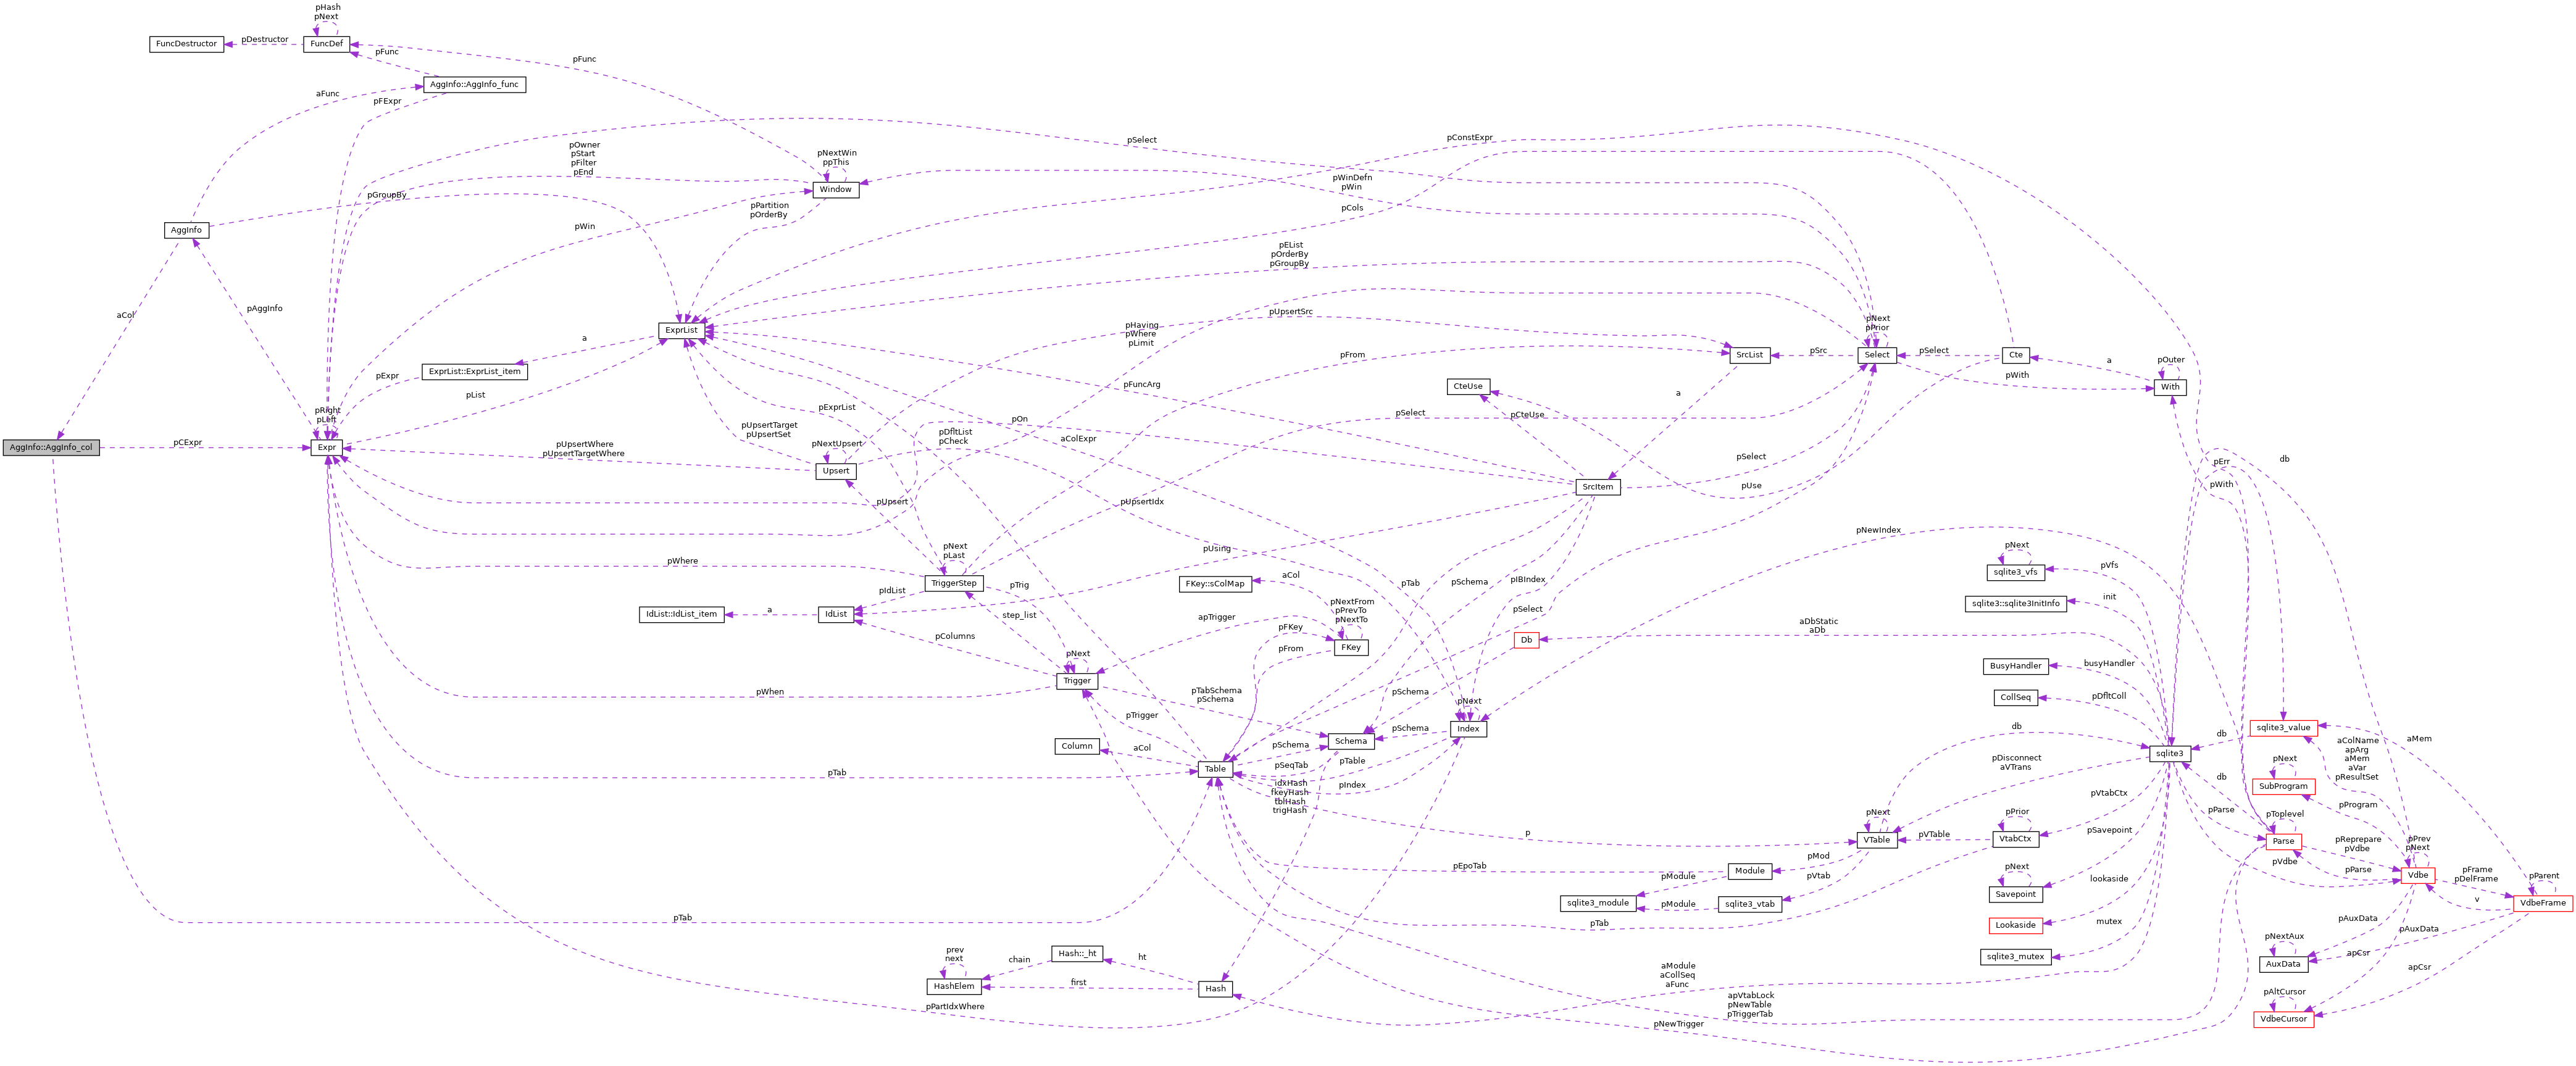 pHash
pNext
FuncDestructor
pDestructor
FuncDef
pFunc
pFunc
AggInfo::AggInfo_func
aFunc
pFExpr
pConstExpr
pSelect
pOwner
pStart
pFilter
pEnd
pNextWin
ppThis
Window
pWinDefn
pWin
pGroupBy
pPartition
pOrderBy
pCols
AggInfo
pWin
pEList
pOrderBy
pGroupBy
pAggInfo
aCol
pUpsertSrc
pHaving
pWhere
pLimit
ExprList
a
pNext
pPrior
pFrom
SrcList
pSrc
Select
pSelect
Cte
a
pOuter
With
pWith
ExprList::ExprList_item
pExpr
pList
pFuncArg
CteUse
a
pCteUse
pRight
pLeft
pExprList
pSelect
pOn
pDfltList
pCheck
aColExpr
AggInfo::AggInfo_col
pCExpr
Expr
pUpsertTarget
pUpsertSet
pUpsertWhere
pUpsertTargetWhere
pNextUpsert
Upsert
pSelect
pErr
db
pWith
SrcItem
pUse
pUpsert
pUpsertIdx
pNewIndex
pNext
pLast
pUsing
pNext
sqlite3_vfs
pVfs
pWhere
TriggerStep
pTrig
FKey::sColMap
aCol
pTab
pSchema
pIBIndex
pIdList
sqlite3::sqlite3InitInfo
init
IdList::IdList_item
a
IdList
step_list
pNextFrom
pPrevTo
pNextTo
pSelect
apTrigger
pFKey
aDbStatic
aDb
pColumns
pNext
pFrom
FKey
Db
BusyHandler
busyHandler
Trigger
pWhen
pTabSchema
pSchema
pSchema
CollSeq
pDfltColl
pNext
Index
pTrigger
pSchema
db
db
sqlite3_value
aMem
Column
aCol
pSchema
Schema
sqlite3
aColName
apArg
aMem
aVar
pResultSet
pTab
Table
pSeqTab
pTable
pDisconnect
aVTrans
pNext
SubProgram
db
idxHash
fkeyHash
tblHash
trigHash
pIndex
pVtabCtx
pProgram
pParse
pNext
pPrior
pToplevel
p
VTable
pVTable
VtabCtx
pSavepoint
Parse
pReprepare
pVdbe
pPrev
pNext
pMod
pEpoTab
Module
pVtab
pNext
Savepoint
lookaside
pVdbe
pParse
Vdbe
pFrame
pDelFrame
pParent
pModule
sqlite3_module
pModule
sqlite3_vtab
v
VdbeFrame
pTab
pTab
Lookaside
mutex
pAuxData
pAuxData
pNextAux
prev
next
Hash::_ht
chain
ht
sqlite3_mutex
AuxData
apCsr
apCsr
HashElem
first
Hash
aModule
aCollSeq
aFunc
pAltCursor
VdbeCursor
pPartIdxWhere
apVtabLock
pNewTable
pTriggerTab
pNewTrigger